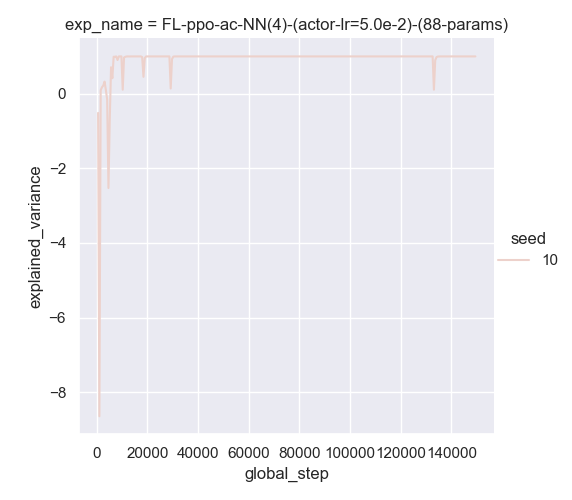 exp_name = FL-ppo-ac-NN(4)-(actor-lr=5.0e-2)-(88-params)
0
−2
−4
−6
−8
explained_variance
0 20000 40000 60000 80000 100000 120000 140000
global_step
seed
10